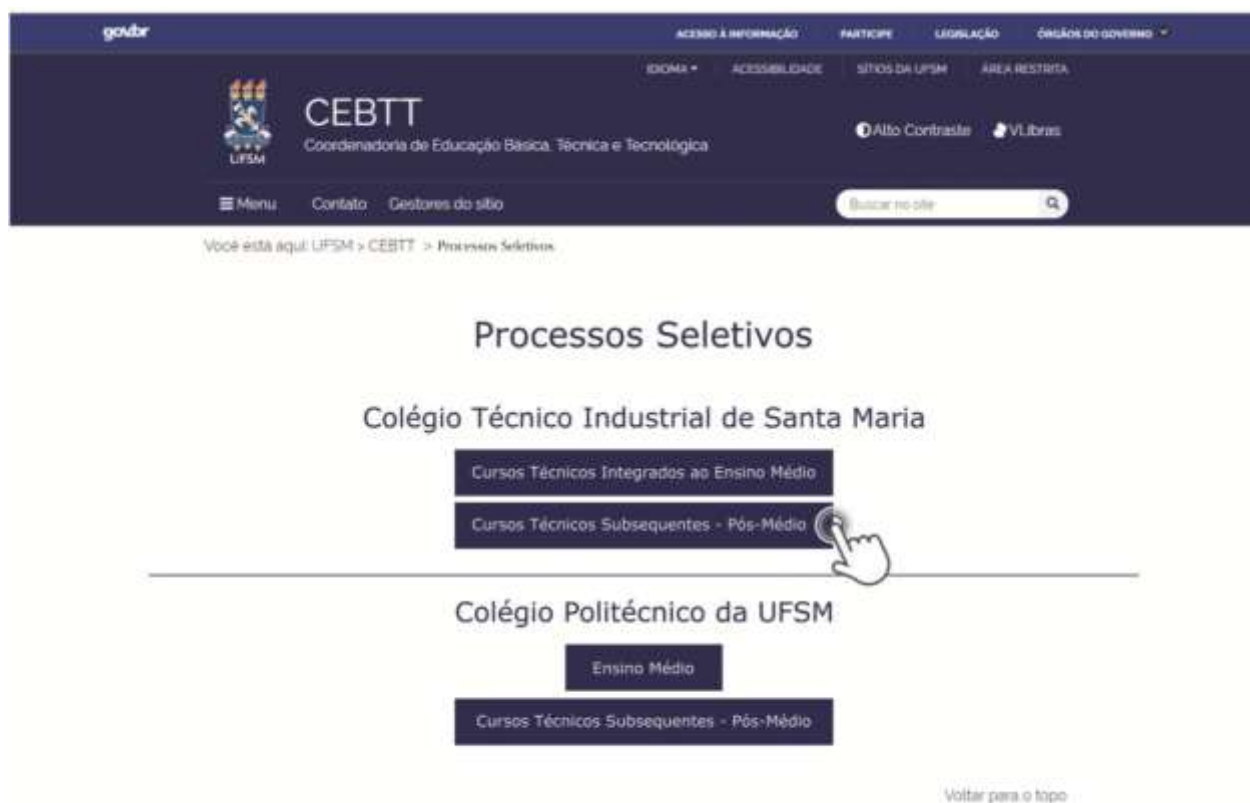 govbr
ACESSO À INFORMAÇÃO PARTICIPE LEGISLAÇÃO ÓRGÃOS DO GOVERNO
IDIOMA ACESSIBILIDADE SÍTIOS DA UFSM ÁREA RESTRITA
CEBTT
Coordenadoria de Educação Básica, Técnica e Tecnológica
Alto Contraste VLibras
UFSM
Menu Contato Gestores do sítio Buscar no site
Você está aqui: UFSM > CEBTT > Processos Seletivos
Processos Seletivos
Colégio Técnico Industrial de Santa Maria
Cursos Técnicos Integrados ao Ensino Médio
Cursos Técnicos Subsequentes - Pós-Médio
Colégio Politécnico da UFSM
Ensino Médio
Cursos Técnicos Subsequentes - Pós-Médio
Voltar para o topo